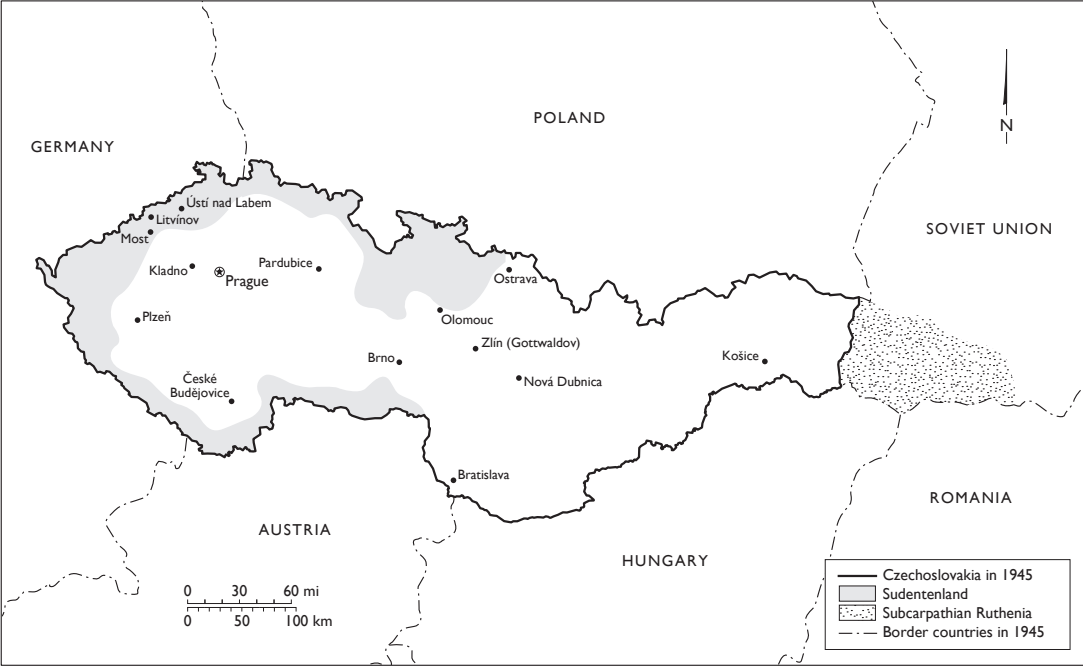 POLAND
GERMANY
N
SOVIET UNION
Ústí nad Labem
Litvínov
Most
Kladno
Prague
Pardubice
Ostrava
Plzeň
Olomouc
Zlín (Gottwaldov)
Brno
Košice
České
Budějovice
Nová Dubnica
Bratislava
ROMANIA
AUSTRIA
HUNGARY
0 30 60 mi
0 50 100 km
Czechoslovakia in 1945
Sudentenland
Subcarpathian Ruthenia
Border countries in 1945